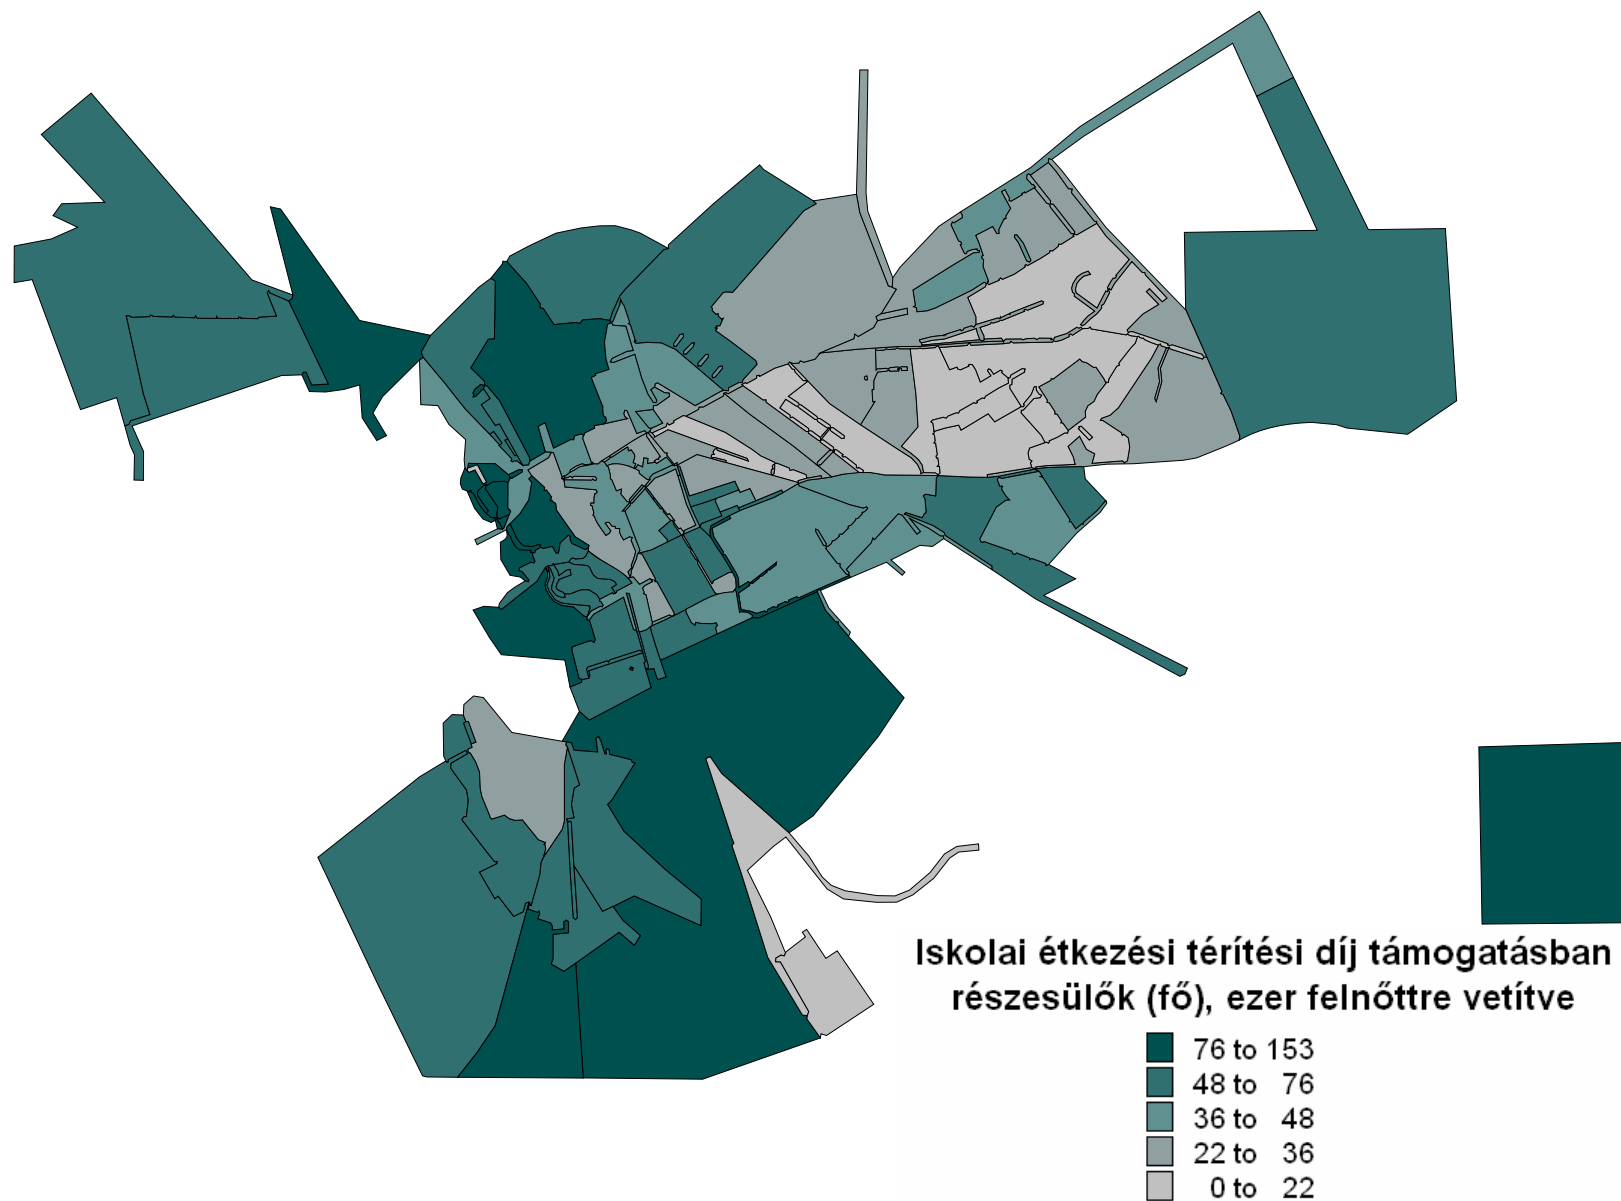 Iskolai étkezési térítési díj támogatásban
részesülők (fő), ezer felnőttre vetítve
76 to 153
48 to 76
36 to 48
22 to 36
0 to 22